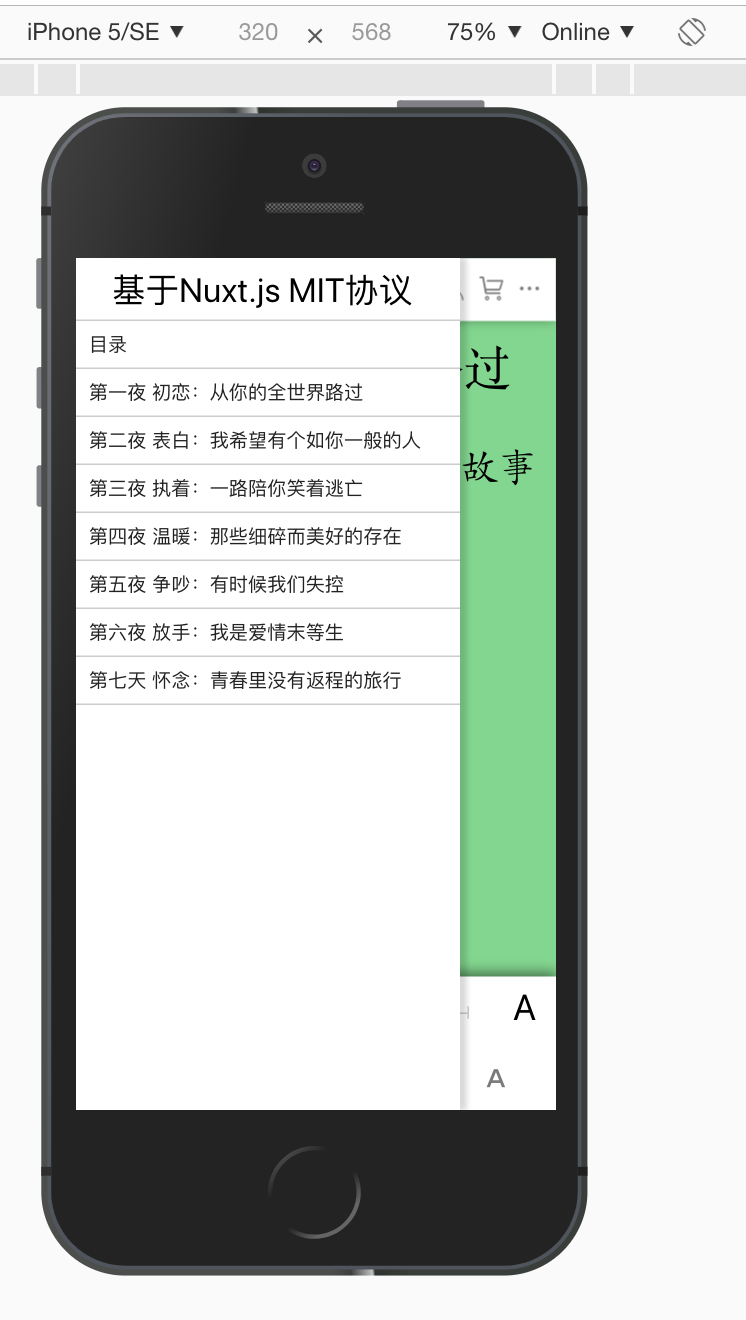 iPhone 5/SE ▼ 320 × 568 75% ▼ Online ▼
基于Nuxt.js MIT协议
目录
过
第一夜 初恋：从你的全世界路过
第二夜 表白：我希望有个如你一般的人
故事
第三夜 执着：一路陪你笑着逃亡
第四夜 温暖：那些细碎而美好的存在
第五夜 争吵：有时候我们失控
第六夜 放手：我是爱情末等生
第七天 怀念：青春里没有返程的旅行
A
A